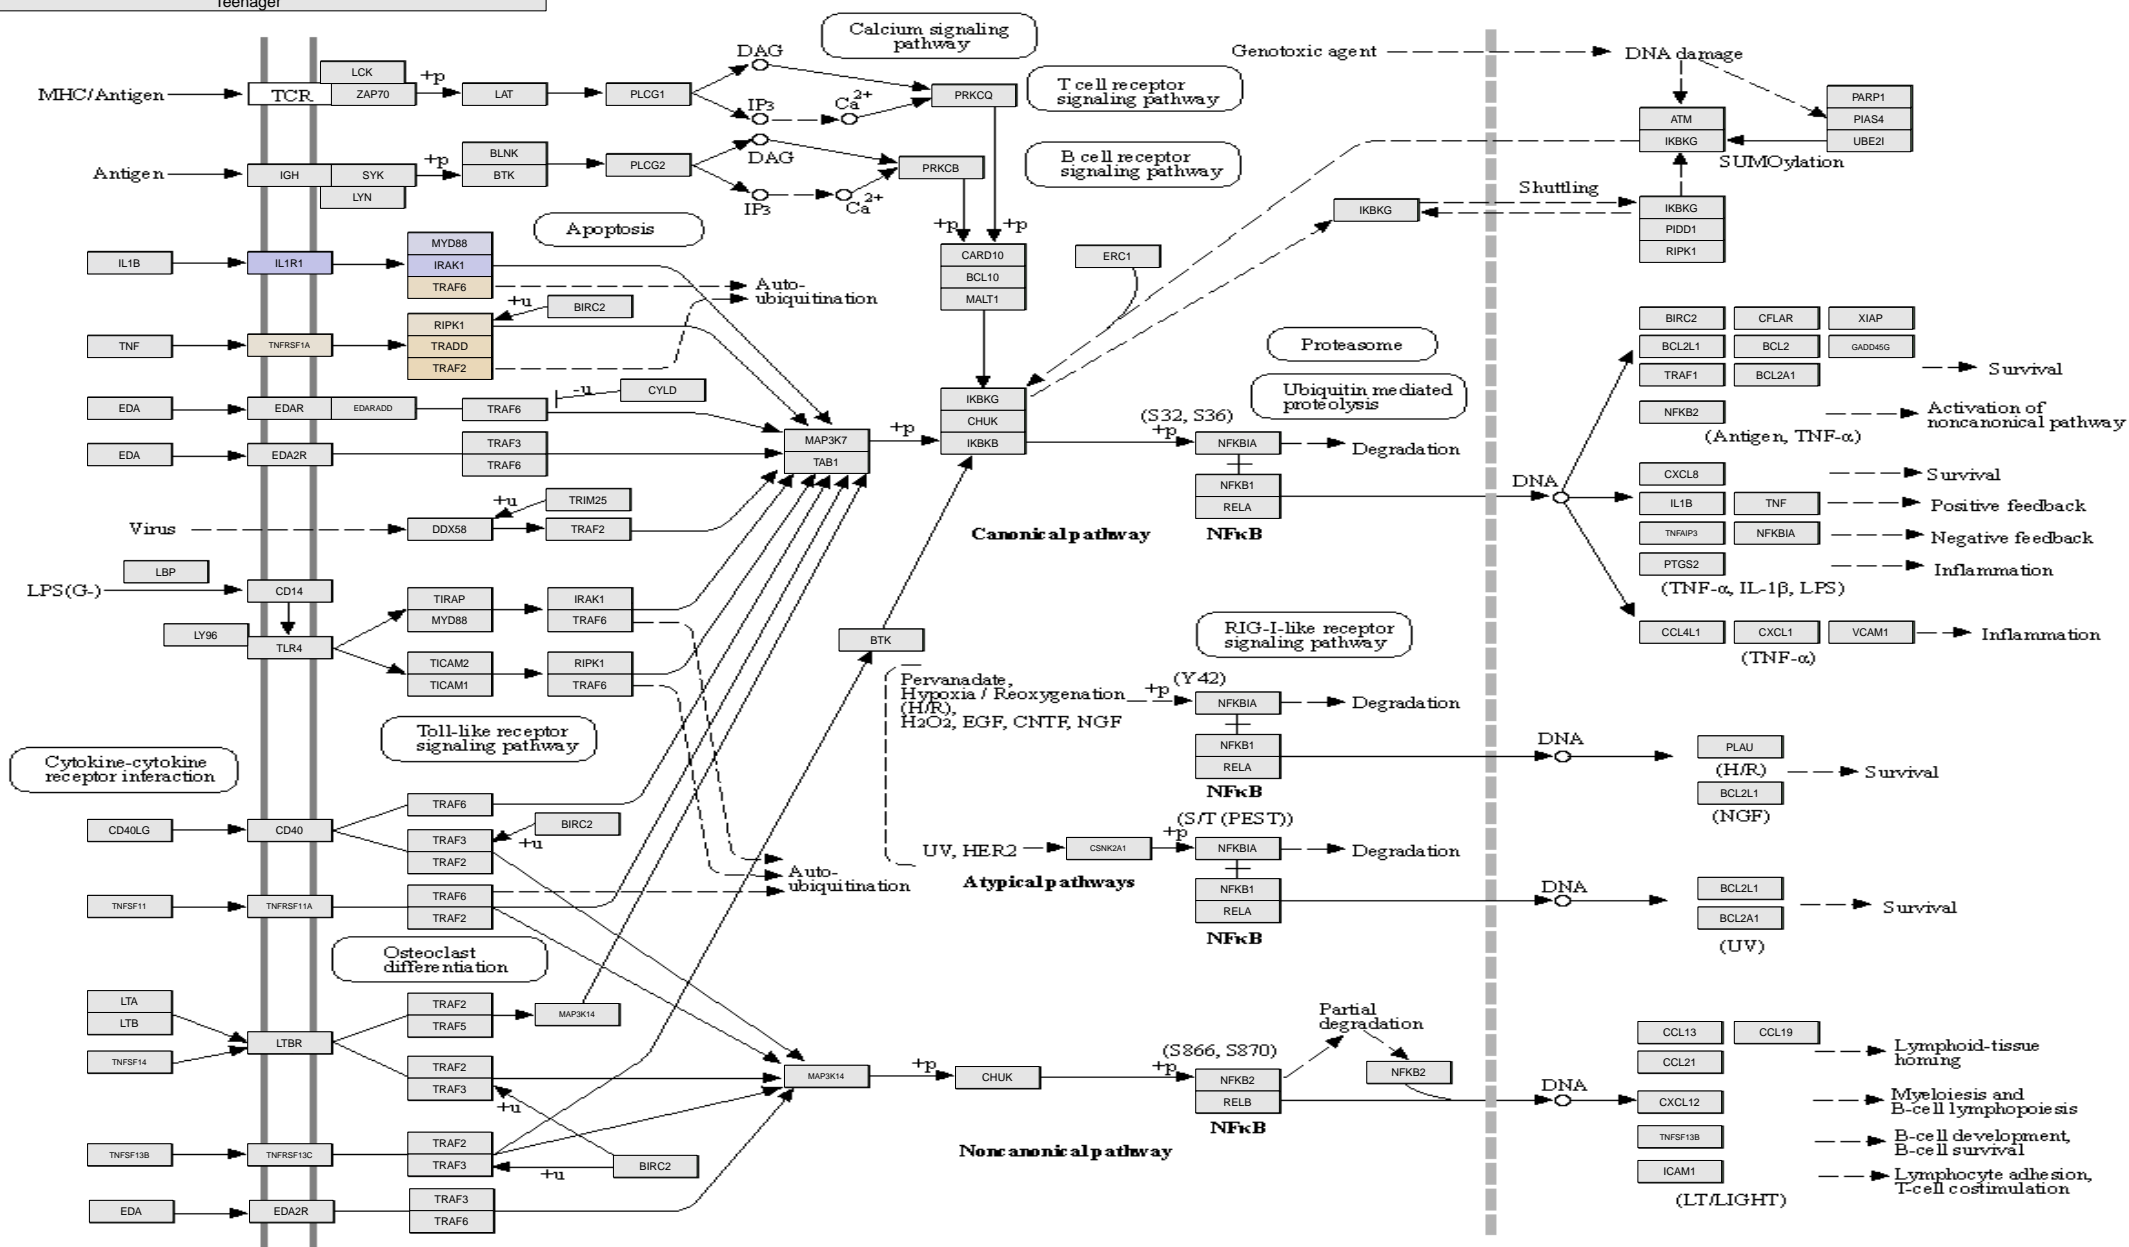 Teenager
Calcium signaling
pathway
DAG
Genotoxic agent
DNA damage
LCK
+p
MHC/Antigen
TCR
ZAP70
LAT
PLCG1
IP3
Ca2+
PRKCQ
T cell receptor
signaling pathway
PARP1
ATM
PIAS4
IKBKG
UBE2I
SUMOylation
Antigen
IGH
SYK
LYN
+p
BLNK
BTK
PLCG2
DAG
IP3
Ca2+
PRKCB
B cell receptor
signaling pathway
Shuttling
IKBKG
IKBKG
PIDD1
RIPK1
Apoptosis
+p
+p
IL1B
IL1R1
MYD88
IRAK1
TRAF6
Auto-
ubiquitination
CARD10
BCL10
MALT1
ERC1
+u
BIRC2
TNF
TNFRSF1A
RIPK1
TRADD
TRAF2
BIRC2
CFLAR
XIAP
BCL2L1
BCL2
GADD45G
TRAF1
BCL2A1
Survival
Proteasome
Ubiquitin mediated
proteolysis
-u
CYLD
EDA
EDAR
EDARADD
TRAF6
NFKB2
Activation of
noncanonical pathway
(Antigen, TNF-α)
EDA
EDA2R
TRAF3
TRAF6
MAP3K7
TAB1
+p
IKBKG
CHUK
IKBKB
(S32, S36)
+p
NFKBIA
Degradation
NFKB1
RELA
NFκB
Canonical pathway
DNA
CXCL8
Survival
IL1B
TNF
Positive feedback
TNFAIP3
NFKBIA
Negative feedback
PTGS2
Inflammation
(TNF-α, IL-1β, LPS)
+u
TRIM25
Virus
DDX58
TRAF2
LBP
LPS(G-)
CD14
LY96
TLR4
TIRAP
MYD88
IRAK1
TRAF6
TICAM2
TICAM1
RIPK1
TRAF6
BTK
RIG-I-like receptor
signaling pathway
CCL4L1
CXCL1
VCAM1
Inflammation
(TNF-α)
Pervanadate,
Hypoxia / Reoxygenation
(H/R),
H2O2, EGF, CNTF, NGF
+p
(Y42)
NFKBIA
Degradation
NFKB1
RELA
NFκB
DNA
PLAU
(H/R)
Survival
BCL2L1
(NGF)
Toll-like receptor
signaling pathway
Cytokine-cytokine
receptor interaction
CD40LG
CD40
TRAF6
TRAF3
TRAF2
BIRC2
+u
(S/T (PEST))
UV, HER2
CSNK2A1
+p
NFKBIA
Degradation
Auto-
ubiquitination
Atypical pathways
NFKB1
RELA
NFκB
DNA
BCL2L1
BCL2A1
Survival
(UV)
TNFSF11
TNFRSF11A
TRAF6
TRAF2
Osteoclast
differentiation
LTA
LTB
TNFSF14
LTBR
TRAF2
TRAF5
MAP3K14
TRAF2
TRAF3
+u
MAP3K14
+p
CHUK
(S866, S870)
+p
NFKB2
RELB
NFκB
Partial
degradation
NFKB2
DNA
CCL13
CCL19
CCL21
Lymphoid-tissue
homing
CXCL12
Myeloiesis and
B-cell lymphopoiesis
TNFSF13B
B-cell development,
B-cell survival
ICAM1
Lymphocyte adhesion,
T-cell costimulation
(LT/LIGHT)
Noncanonical pathway
TNFSF13B
TNFRSF13C
TRAF2
TRAF3
BIRC2
+u
EDA
EDA2R
TRAF3
TRAF6